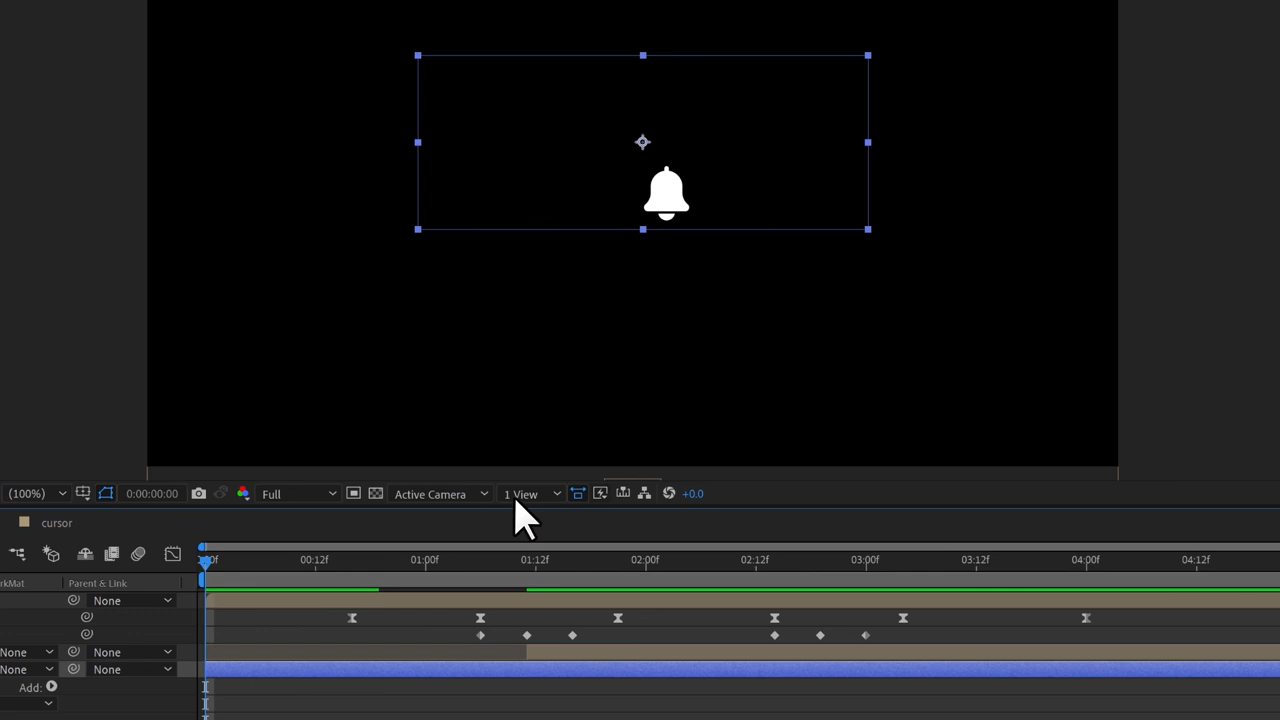 (100%) 0:00:00:00 Full Active Camera 1 View +0.0
cursor
00f 00:12f 01:00f 01:12f 02:00f 02:12f 03:00f 03:12f 04:00f 04:12f
rkMat Parent & Link
None
None None
None None
Add: